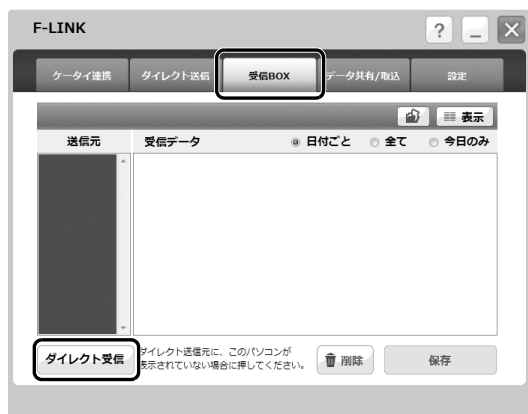 F-LINK
?
ケータイ連携 ダイレクト送信 受信BOX データ共有/取込 設定
表示
送信元 受信データ 日付ごと 全て 今日のみ
ダイレクト受信
ダイレクト送信元に、このパソコンが
表示されていない場合に押してください。
削除 保存